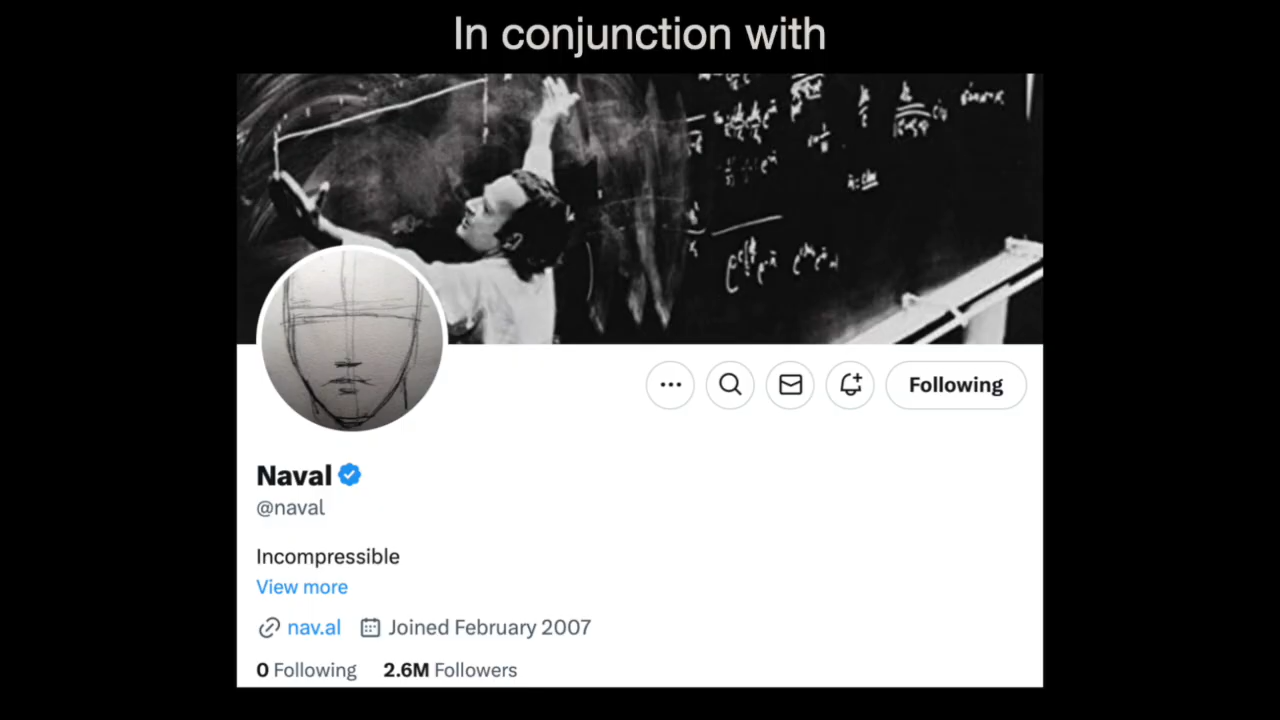 In conjunction with
Following
Naval
@naval
Incompressible
View more
nav.al Joined February 2007
0 Following 2.6M Followers